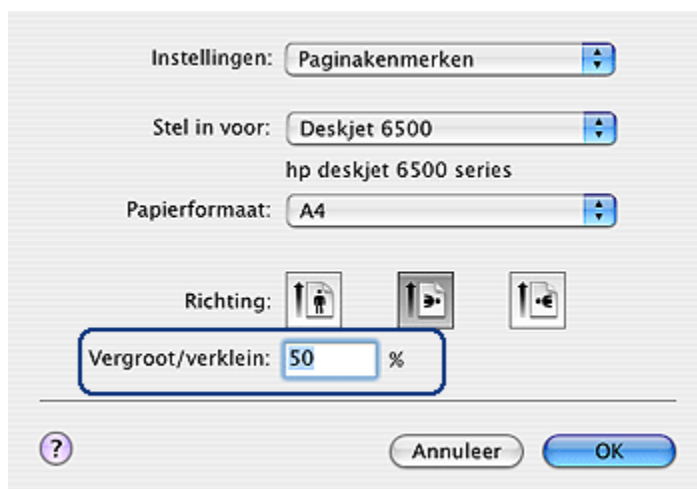 Instellingen: Paginakenmerken
Stel in voor: Deskjet 6500
hp deskjet 6500 series
Papierformaat: A4
Richting:
Vergroot/verklein: 50 %
? Annuleer OK